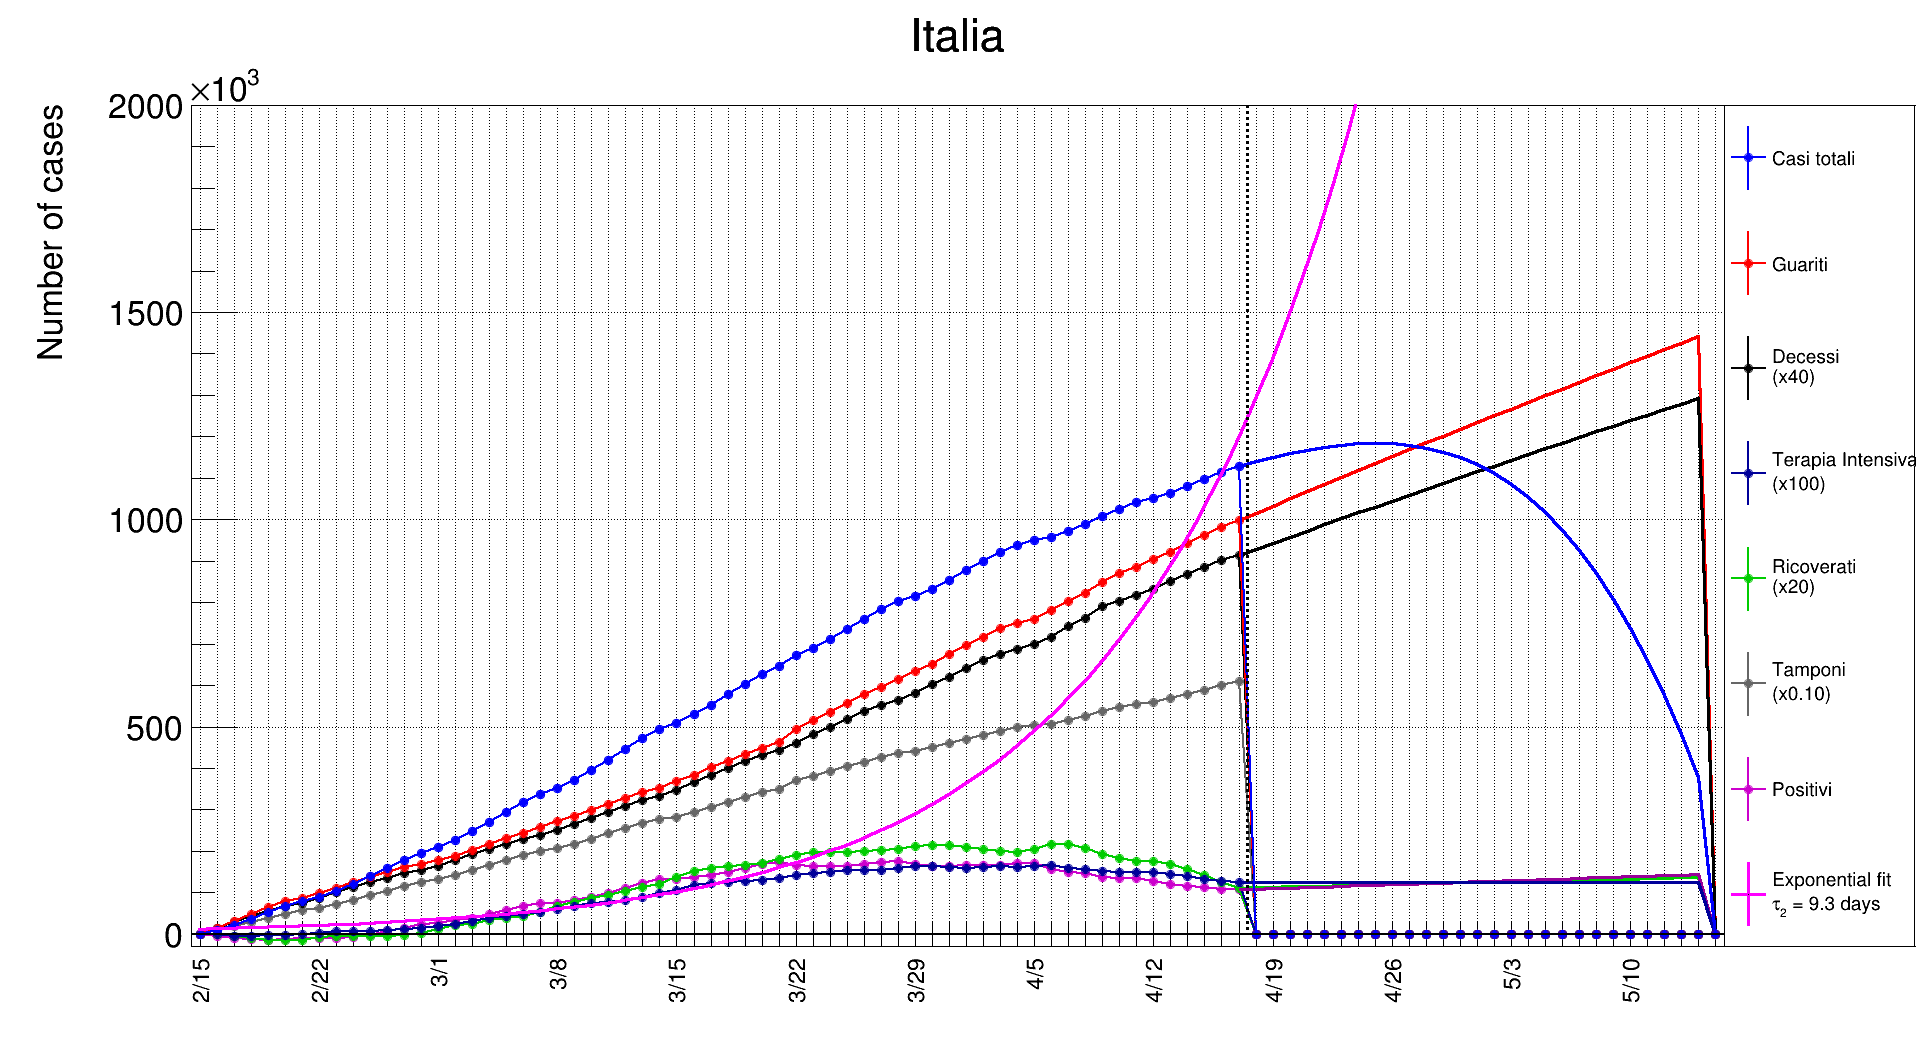 Italia
×10³
Number of cases
2000
1500
1000
500
0
2/15
2/22
3/1
3/8
3/15
3/22
3/29
4/5
4/12
4/19
4/26
5/3
5/10
Casi totali
Guariti
Decessi
(x40)
Terapia Intensiva
(x100)
Ricoverati
(x20)
Tamponi
(x0.10)
Positivi
Exponential fit
τ₂ = 9.3 days